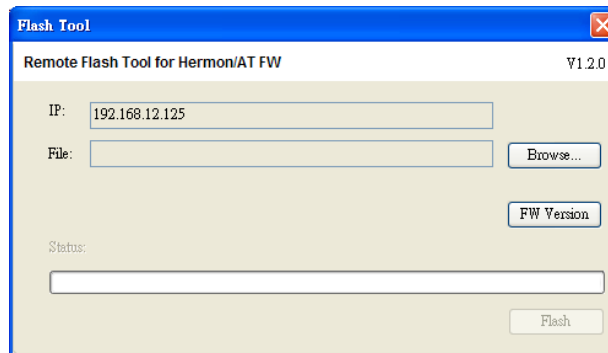 Flash Tool
Remote Flash Tool for Hermon/AT FW V1.2.0
IP: 192.168.12.125
File: Browse...
FW Version
Status:
Flash